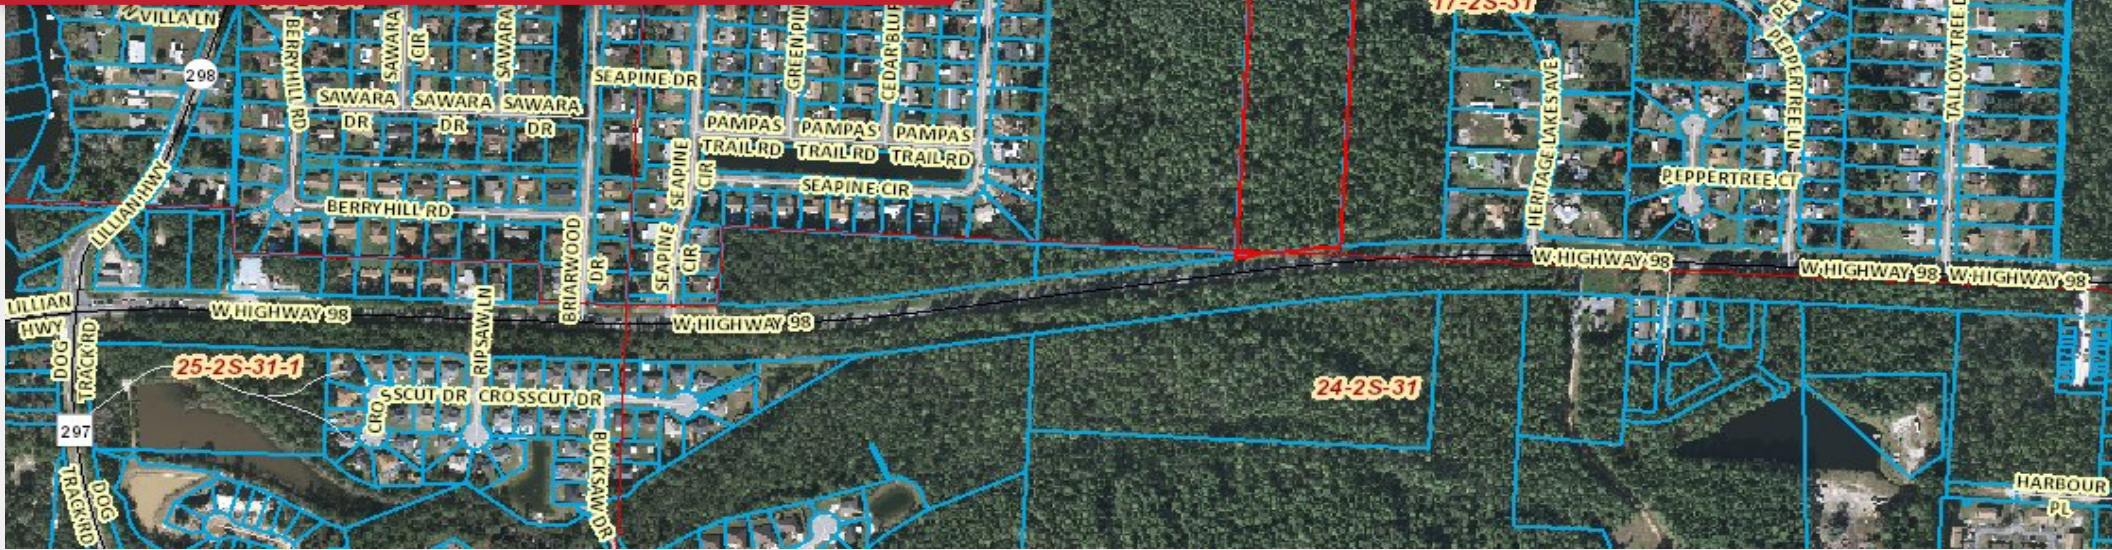 VILLA LN
298
BERRYHILL RD
SAWARA
CIR
SAWARA
SEAPINE DR
GREEN PIN
CEDAR BLUF
17-2S-31
HERITAGE LAKES AVE
PEPPERTREE LN
TALLOW TREE D
SAWARA
DR
SAWARA
DR
SAWARA
DR
PAMPAS
TRAIL RD
PAMPAS
TRAIL RD
PAMPAS
TRAIL RD
SEAPINE
CIR
SEAPINE CIR
PEPPERTREE CT
LILLIAN HWY
BERRYHILL RD
BRIARWOOD
DR
SEAPINE
CIR
W HIGHWAY 98
W HIGHWAY 98
W HIGHWAY 98
LILLIAN
HWY
W HIGHWAY 98
RIPSAW LN
W HIGHWAY 98
DOG
TRACK RD
25-2S-31-1
24-2S-31
CROSSCUT DR
CROSSCUT DR
297
BUCKSAW DR
DOG
TRACK RD
HARBOUR
PL